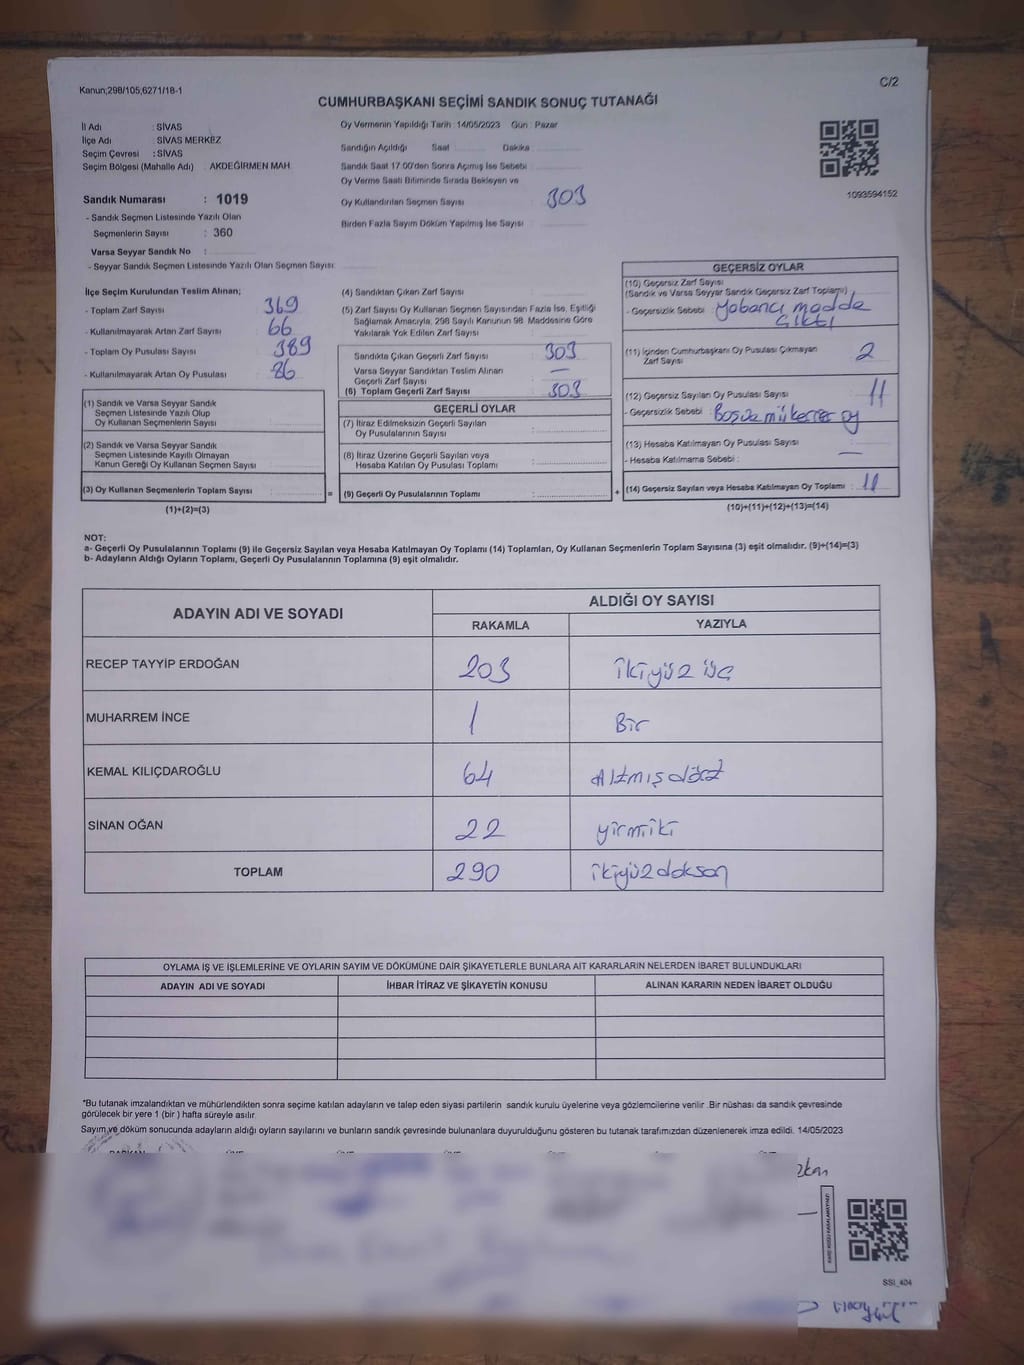 Kanun;298/105;6271/18-1
C/2
CUMHURBAŞKANI SEÇİMİ SANDIK SONUÇ TUTANAĞI
İl Adı : SİVAS
İlçe Adı : SİVAS MERKEZ
Seçim Çevresi : SİVAS
Seçim Bölgesi (Mahalle Adı) : AKDEĞİRMEN MAH.
Sandık Numarası : 1019
- Sandık Seçmen Listesinde Yazılı Olan
Seçmenlerin Sayısı : 360
Varsa Seyyar Sandık No :
- Seyyar Sandık Seçmen Listesinde Yazılı Olan Seçmen Sayısı:
Oy Vermenin Yapıldığı Tarih : 14/05/2023 Gün : Pazar
Sandığın Açıldığı Saat Dakika
Sandık Saat 17:00'den Sonra Açımış İse Sebebi :
Oy Verme Saati Bitiminde Sırada Bekleyen ve
Oy Kullandırılan Seçmen Sayısı : 303
Birden Fazla Sayım Döküm Yapılmış İse Sayısı :
1093594152
İlçe Seçim Kurulundan Teslim Alınan;
- Toplam Zarf Sayısı : 369
- Kullanılmayarak Artan Zarf Sayısı : 66
- Toplam Oy Pusulası Sayısı : 389
- Kullanılmayarak Artan Oy Pusulası : 86
(1) Sandık ve Varsa Seyyar Sandık
Seçmen Listesinde Yazılı Olup
Oy Kullanan Seçmenlerin Sayısı :
(2) Sandık ve Varsa Seyyar Sandık
Seçmen Listesinde Kayıtlı Olmayan
Kanun Gereği Oy Kullanan Seçmen Sayısı :
(3) Oy Kullanan Seçmenlerin Toplam Sayısı :
(1)+(2)=(3)
=
(4) Sandıktan Çıkan Zarf Sayısı :
(5) Zarf Sayısı Oy Kullanan Seçmen Sayısından Fazla İse, Eşitliği
Sağlamak Amacıyla, 298 Sayılı Kanunun 98. Maddesine Göre
Yakılarak Yok Edilen Zarf Sayısı :
Sandıkta Çıkan Geçerli Zarf Sayısı : 303
Varsa Seyyar Sandıktan Teslim Alınan
Geçerli Zarf Sayısı : —
(6) Toplam Geçerli Zarf Sayısı : 303
GEÇERLİ OYLAR
(7) İtiraz Edilmeksizin Geçerli Sayılan
Oy Pusulalarının Sayısı :
(8) İtiraz Üzerine Geçerli Sayılan veya
Hesaba Katılan Oy Pusulası Toplamı :
(9) Geçerli Oy Pusulalarının Toplamı :
+
GEÇERSİZ OYLAR
(10) Geçersiz Zarf Sayısı
(Sandık ve Varsa Seyyar Sandık Geçersiz Zarf Toplamı) :
- Geçersizlik Sebebi : Yabancı madde
Çıktı
(11) İçinden Cumhurbaşkanı Oy Pusulası Çıkmayan
Zarf Sayısı : 2
(12) Geçersiz Sayılan Oy Pusulası Sayısı : 11
- Geçersizlik Sebebi : Boş ve mükerrer oy
(13) Hesaba Katılmayan Oy Pusulası Sayısı : —
- Hesaba Katılmama Sebebi :
(14) Geçersiz Sayılan veya Hesaba Katılmayan Oy Toplamı : 11
(10)+(11)+(12)+(13)=(14)
NOT:
a- Geçerli Oy Pusulalarının Toplamı (9) ile Geçersiz Sayılan veya Hesaba Katılmayan Oy Toplamı (14) Toplamları, Oy Kullanan Seçmenlerin Toplam Sayısına (3) eşit olmalıdır. (9)+(14)=(3)
b- Adayların Aldığı Oyların Toplamı, Geçerli Oy Pusulalarının Toplamına (9) eşit olmalıdır.
ADAYIN ADI VE SOYADI ALDIĞI OY SAYISI
RAKAMLA YAZIYLA
RECEP TAYYİP ERDOĞAN 203 ikiyüz üç
MUHARREM İNCE 1 Bir
KEMAL KILIÇDAROĞLU 64 Altmışdört
SİNAN OĞAN 22 yirmiiki
TOPLAM 290 ikiyüzdoksan
OYLAMA İŞ VE İŞLEMLERİNE VE OYLARIN SAYIM VE DÖKÜMÜNE DAİR ŞİKAYETLERLE BUNLARA AİT KARARLARIN NELERDEN İBARET BULUNDUKLARI
ADAYIN ADI VE SOYADI İHBAR İTİRAZ VE ŞİKAYETİN KONUSU ALINAN KARARIN NEDEN İBARET OLDUĞU
*Bu tutanak imzalandıktan ve mühürlendikten sonra seçime katılan adayların ve talep eden siyasi partilerin sandık kurulu üyelerine veya gözlemcilerine verilir .Bir nüshası da sandık çevresinde
görülecek bir yere 1 (bir ) hafta süreyle asılır.
Sayım ve döküm sonucunda adayların aldığı oyların sayılarını ve bunların sandık çevresinde bulunanlara duyurulduğunu gösteren bu tutanak tarafımızdan düzenlenerek imza edildi. 14/05/2023
SSI_404